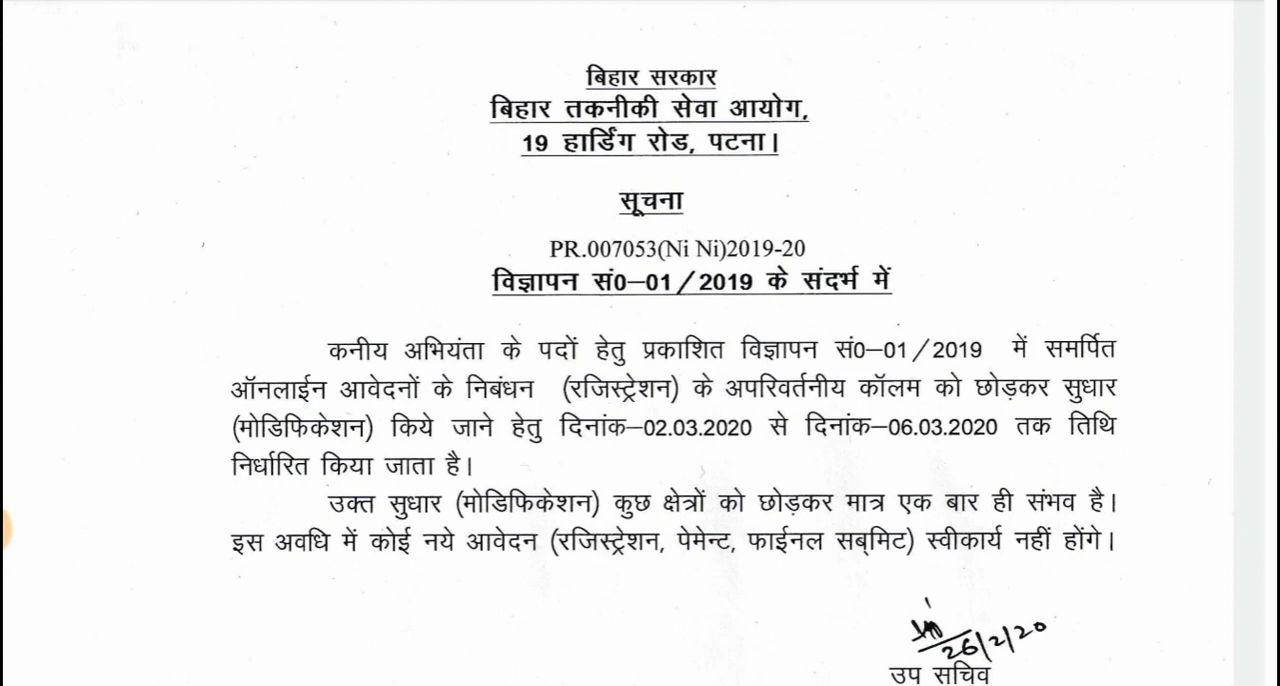 बिहार सरकार
बिहार तकनीकी सेवा आयोग,
19 हार्डिंग रोड, पटना।
सूचना
PR.007053(Ni Ni)2019-20
विज्ञापन सं0–01/2019 के संदर्भ में
कनीय अभियंता के पदों हेतु प्रकाशित विज्ञापन सं0–01/2019 में समर्पित
ऑनलाईन आवेदनों के निबंधन (रजिस्ट्रेशन) के अपरिवर्तनीय कॉलम को छोड़कर सुधार
(मोडिफिकेशन) किये जाने हेतु दिनांक–02.03.2020 से दिनांक–06.03.2020 तक तिथि
निर्धारित किया जाता है।
उक्त सुधार (मोडिफिकेशन) कुछ क्षेत्रों को छोड़कर मात्र एक बार ही संभव है।
इस अवधि में कोई नये आवेदन (रजिस्ट्रेशन, पेमेन्ट, फाईनल सब्‌मिट) स्वीकार्य नहीं होंगे।
26/2/20
उप सचिव